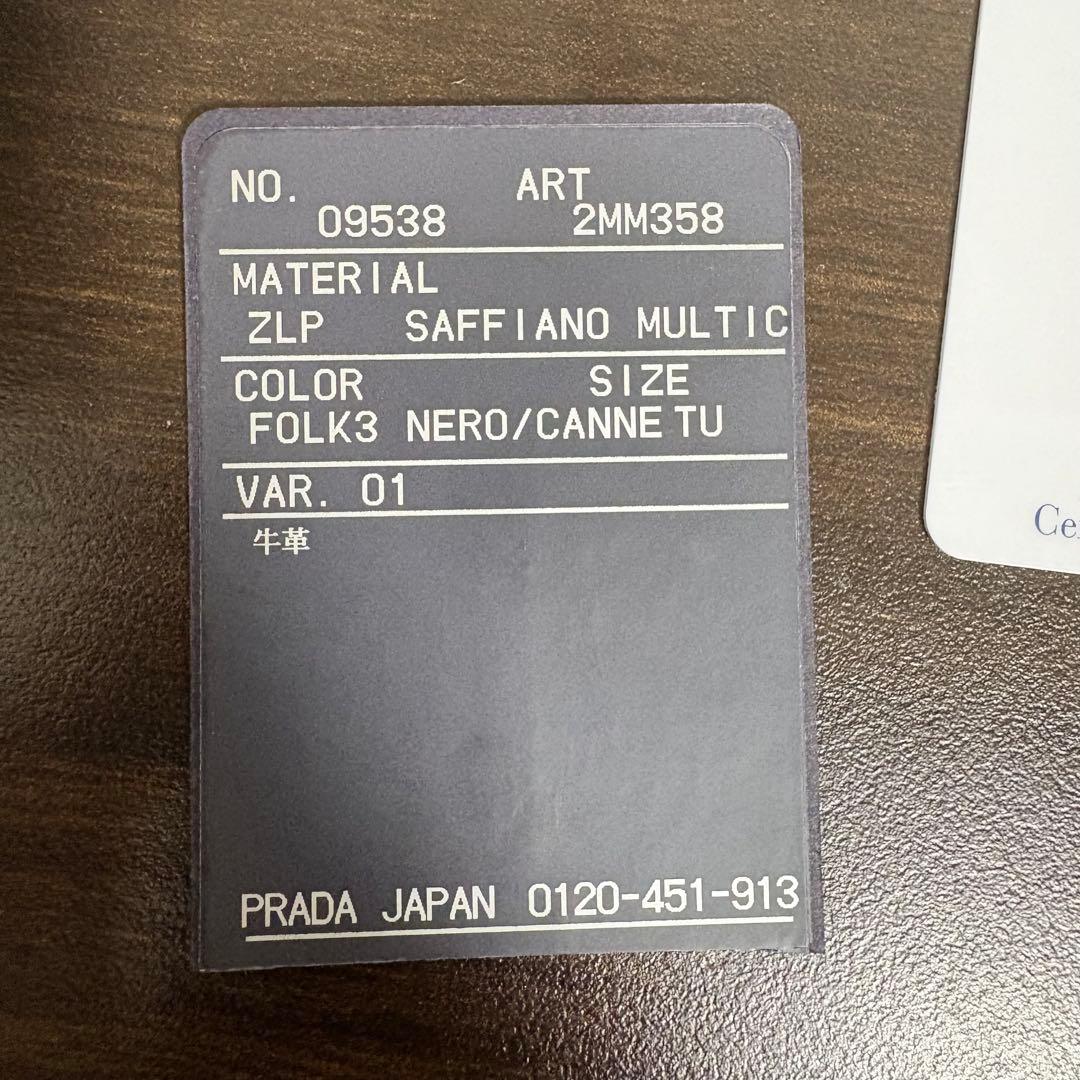 NO. ART
09538 2MM358
MATERIAL
ZLP SAFFIANO MULTIC
COLOR SIZE
FOLK3 NERO/CANNE TU
VAR. 01
牛革
PRADA JAPAN 0120-451-913